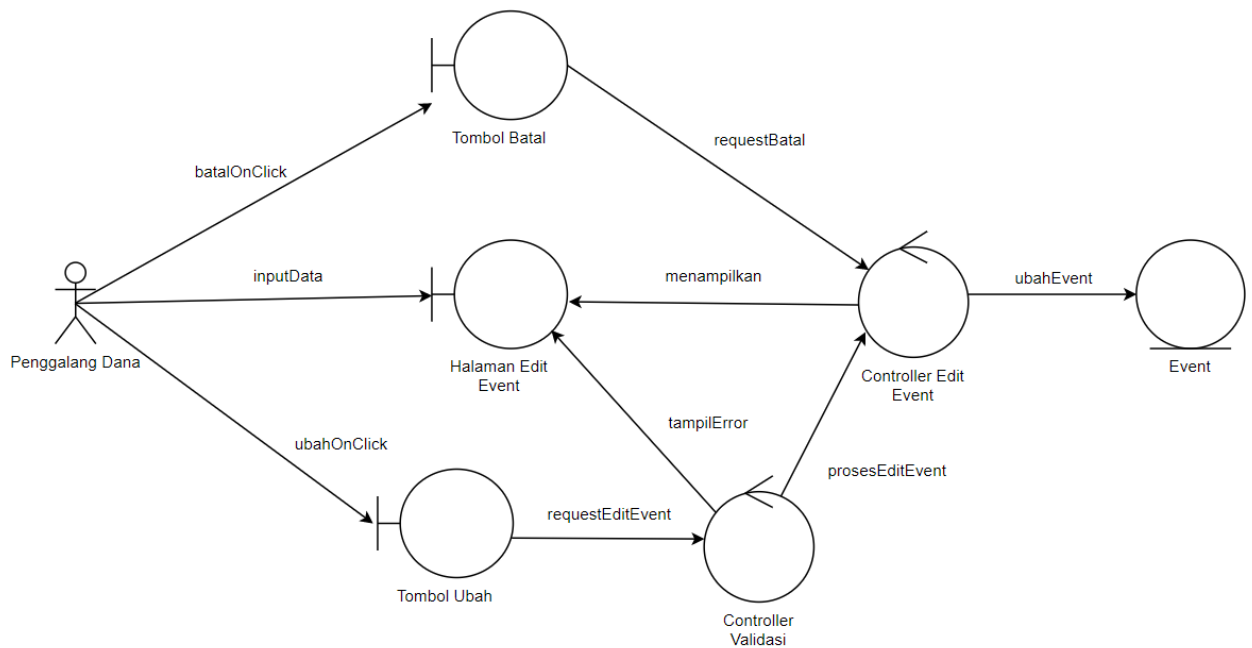 Tombol Batal
requestBatal
batalOnClick
inputData
menampilkan
ubahEvent
Penggalang Dana
Halaman Edit
Event
Controller Edit
Event
Event
tampilError
ubahOnClick
prosesEditEvent
requestEditEvent
Tombol Ubah
Controller
Validasi